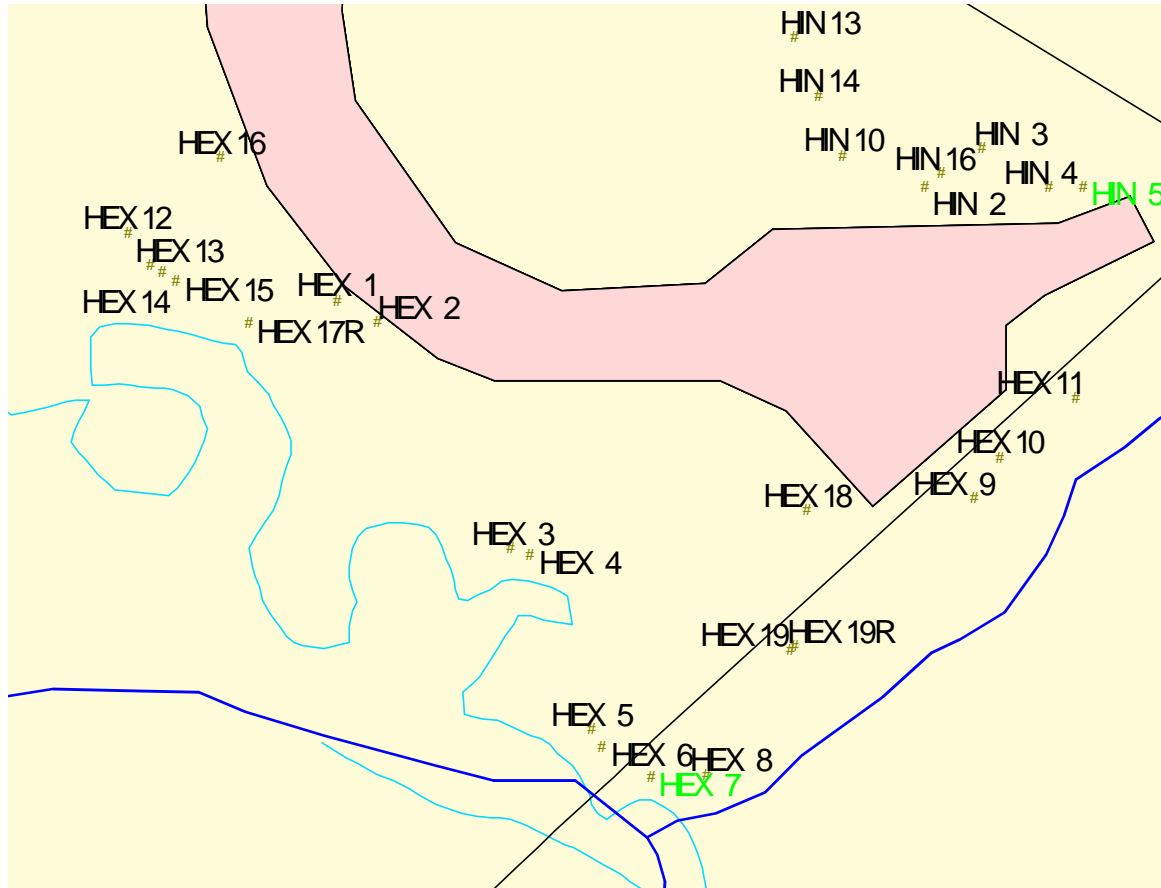 HIN 13
HIN 14
HIN 10
HIN 3
HIN 16
HIN 4
HIN 5
HIN 2
HEX 16
HEX 12
HEX 13
HEX 14
HEX 15
HEX 1
HEX 2
HEX 17R
HEX 11
HEX 10
HEX 9
HEX 18
HEX 3
HEX 4
HEX 19
HEX 19R
HEX 5
HEX 6
HEX 8
HEX 7